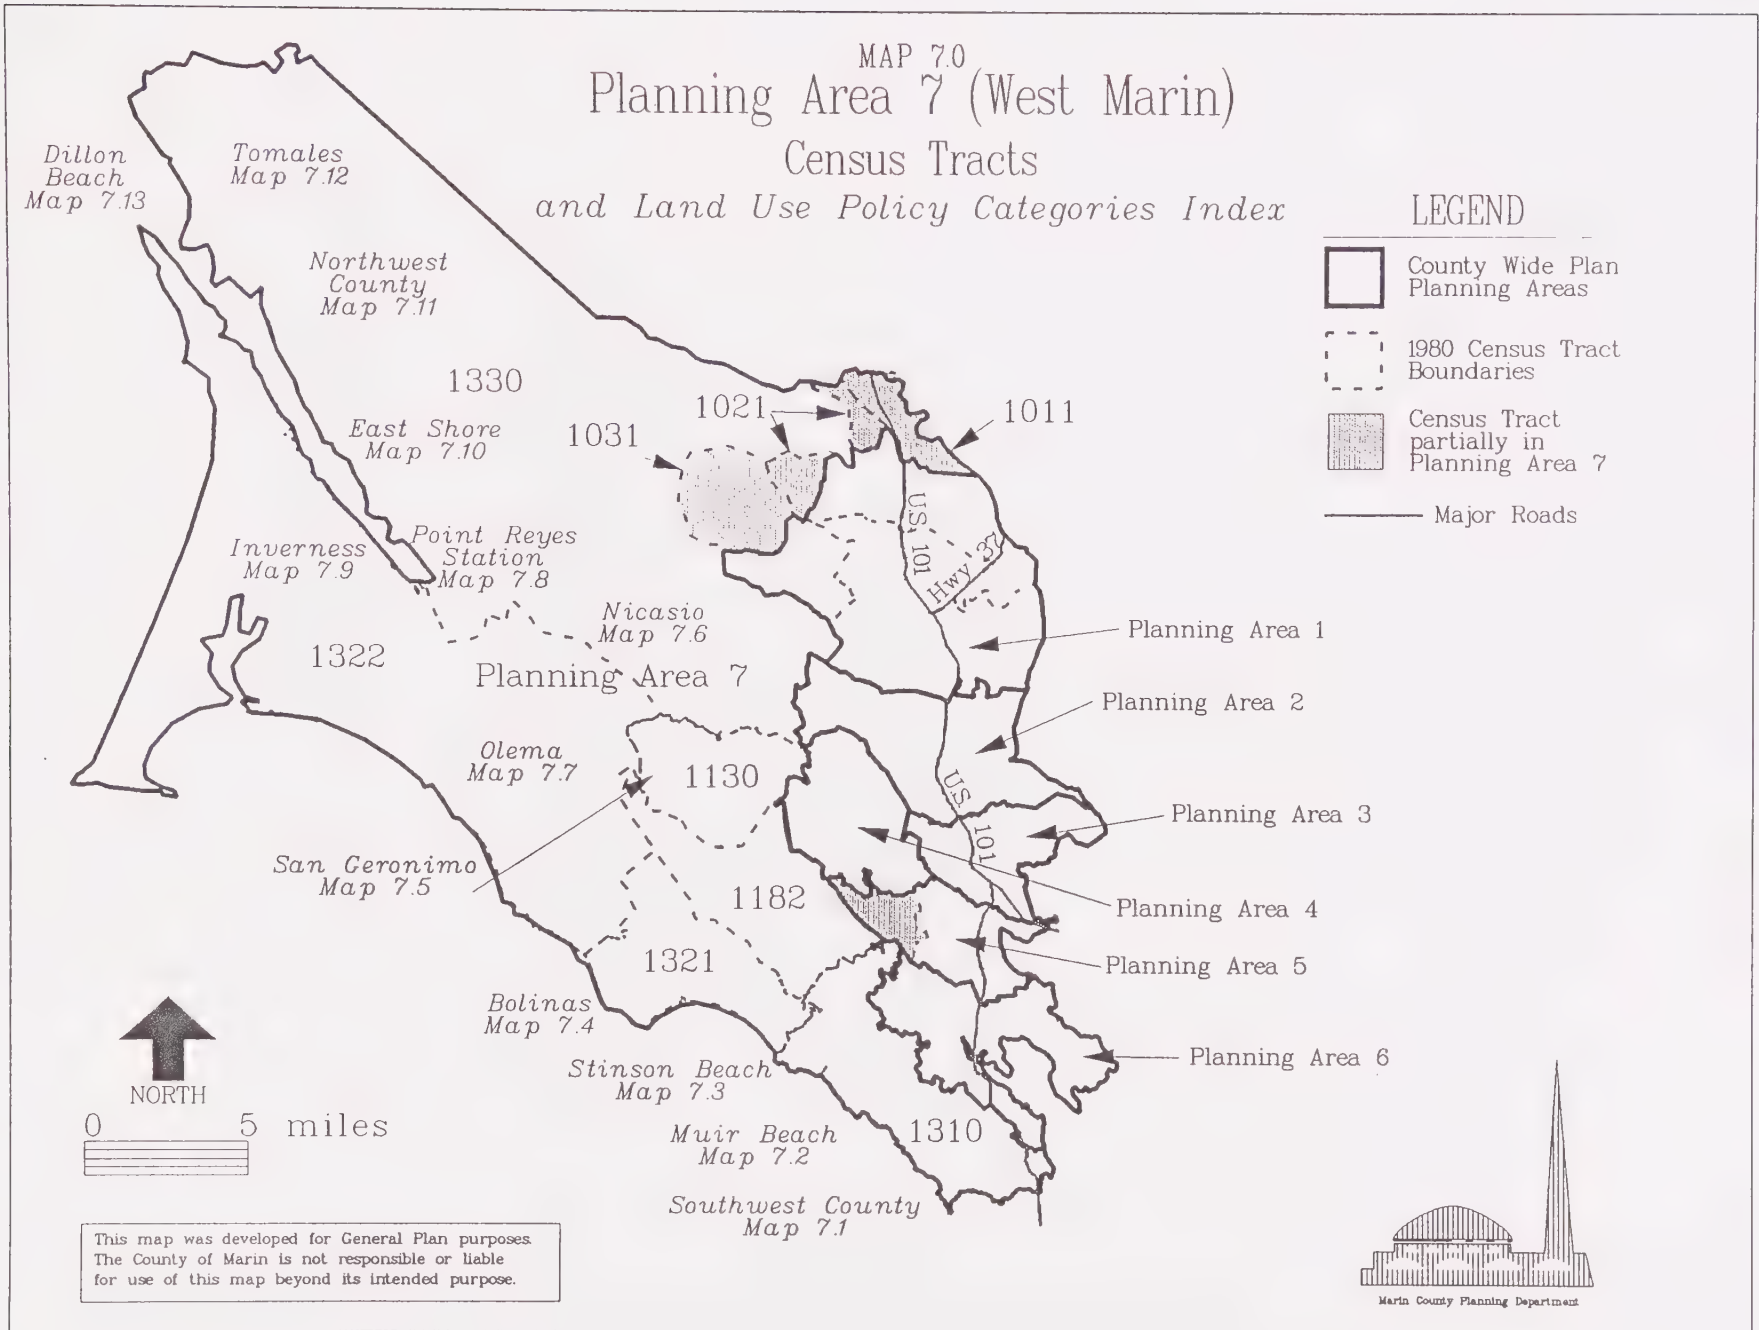 MAP 7.0
Planning Area 7 (West Marin)
Census Tracts
and Land Use Policy Categories Index
Dillon
Beach
Map 7.13
Tomales
Map 7.12
Northwest
County
Map 7.11
1330
East Shore
Map 7.10
1031
1021
1011
LEGEND
County Wide Plan
Planning Areas
1980 Census Tract
Boundaries
Census Tract
partially in
Planning Area 7
Major Roads
Inverness
Map 7.9
Point Reyes
Station
Map 7.8
Nicasio
Map 7.6
U.S. 101
Hwy 37
1322
Planning Area 7
Planning Area 1
Planning Area 2
Olema
Map 7.7
1130
U.S. 101
Planning Area 3
San Geronimo
Map 7.5
1182
Planning Area 4
1321
Planning Area 5
Bolinas
Map 7.4
Stinson Beach
Map 7.3
Planning Area 6
Muir Beach
Map 7.2
1310
Southwest County
Map 7.1
NORTH
0 5 miles
This map was developed for General Plan purposes.
The County of Marin is not responsible or liable
for use of this map beyond its intended purpose.
Marin County Planning Department